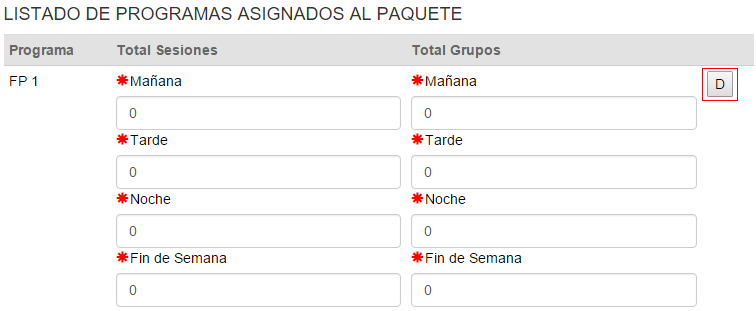 LISTADO DE PROGRAMAS ASIGNADOS AL PAQUETE
Programa Total Sesiones Total Grupos
FP 1 ✱Mañana ✱Mañana D
0 0
✱Tarde ✱Tarde
0 0
✱Noche ✱Noche
0 0
✱Fin de Semana ✱Fin de Semana
0 0